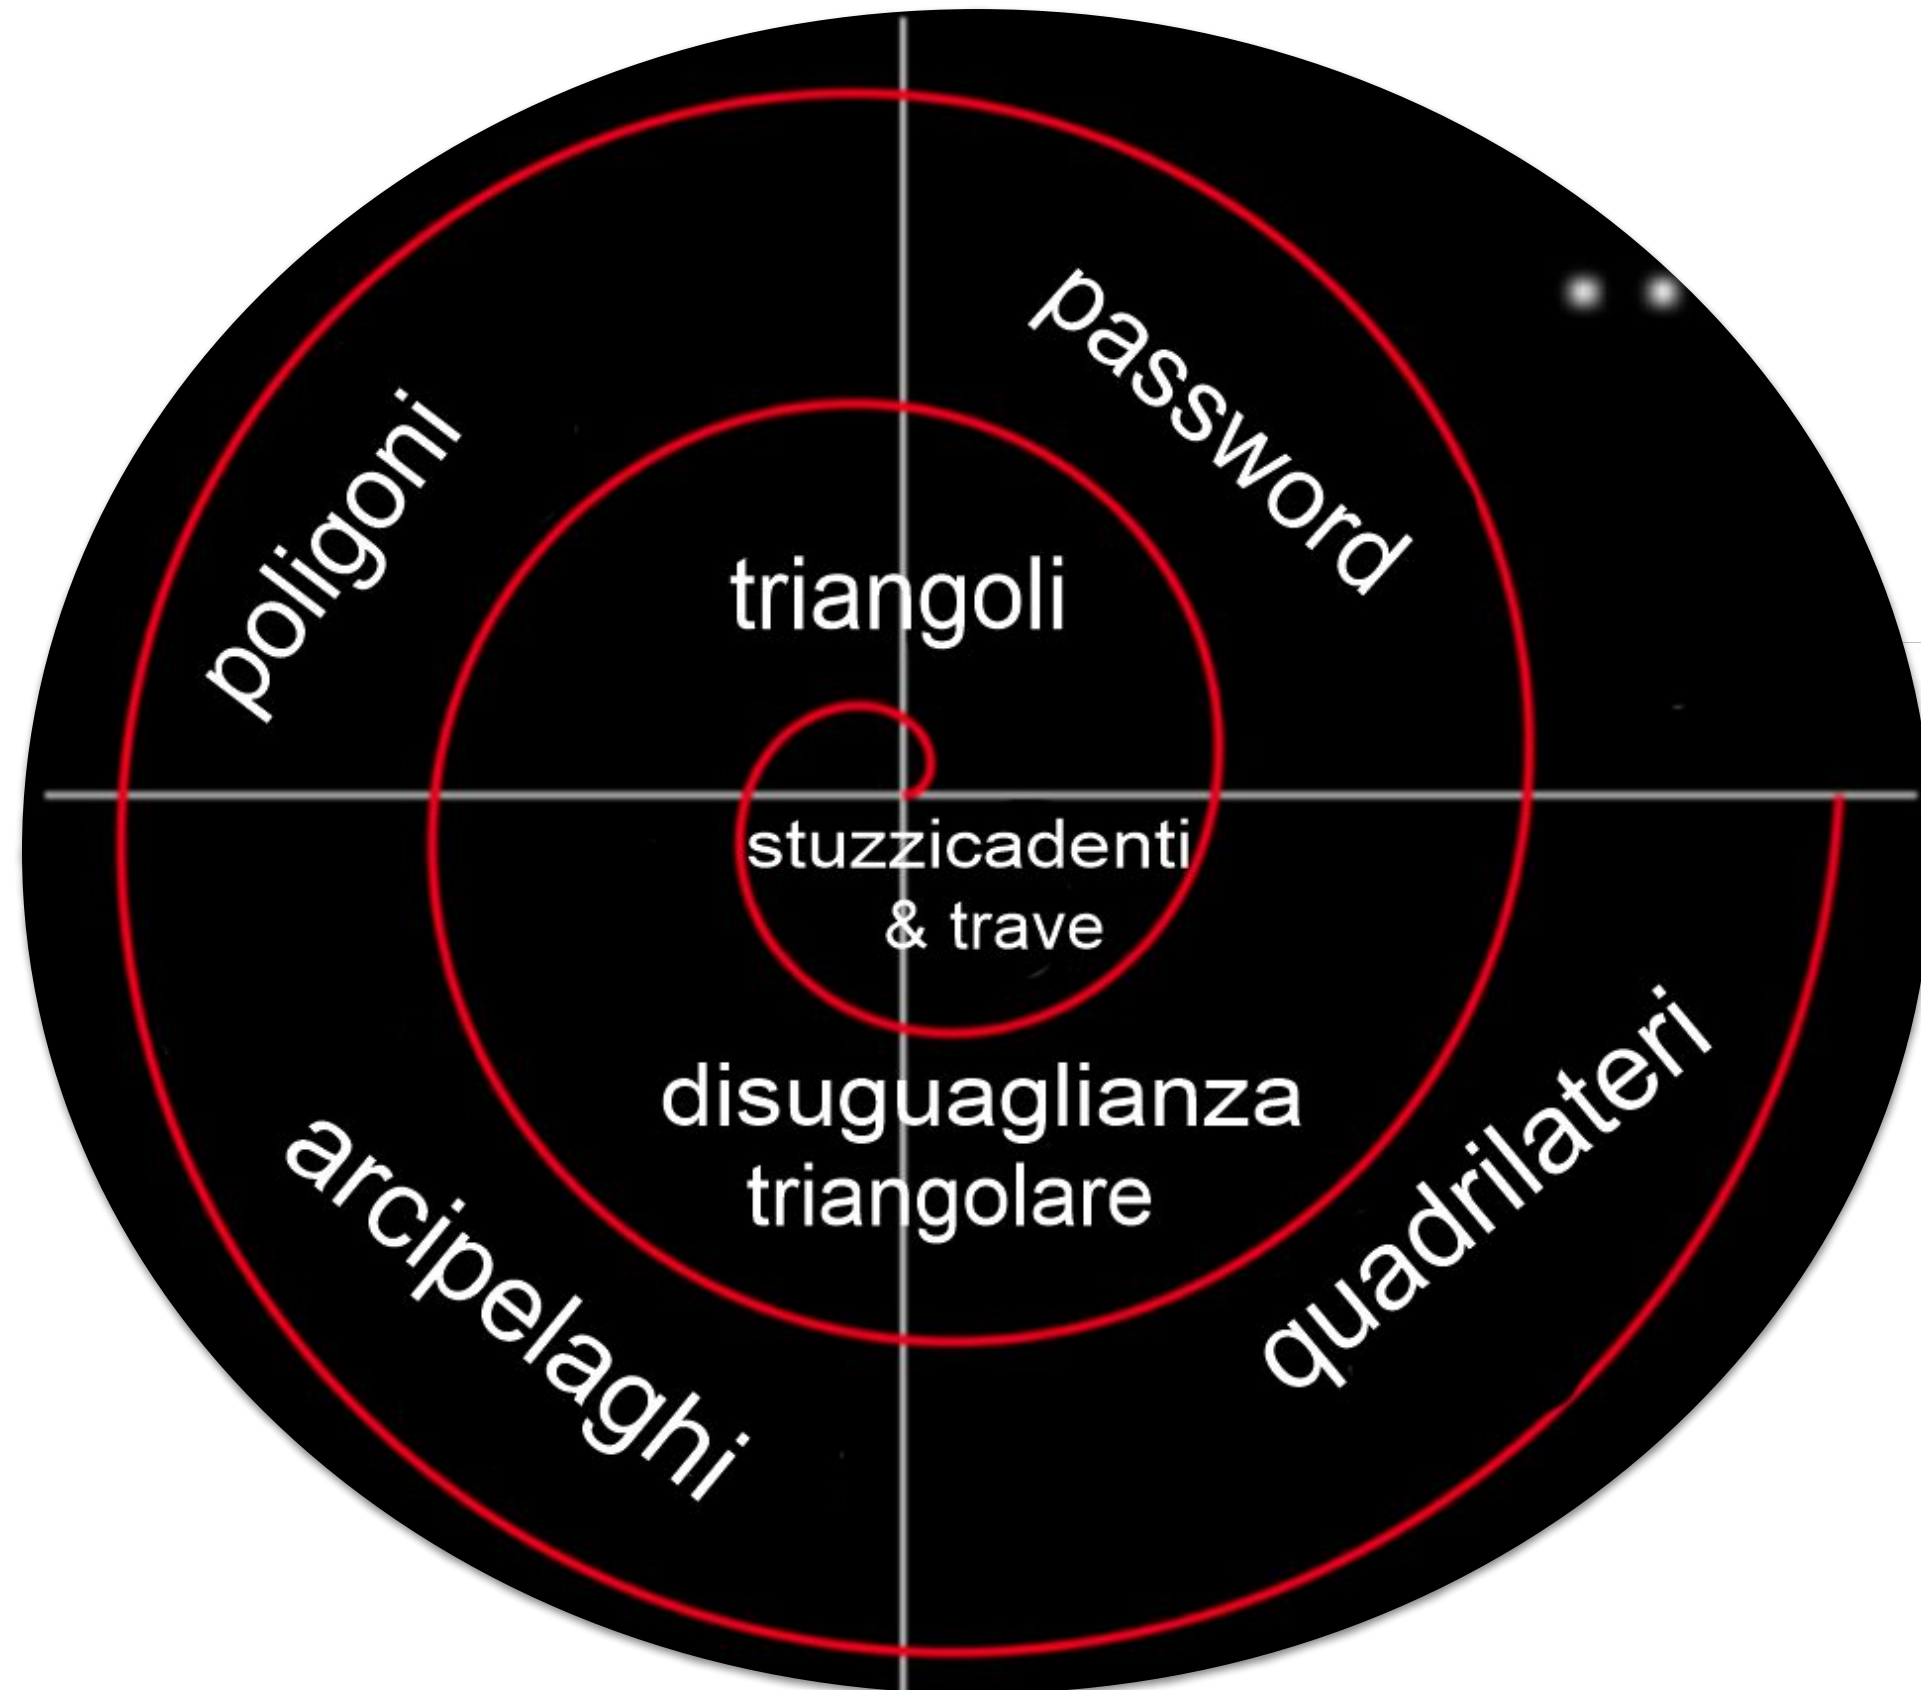 password
poligoni
triangoli
stuzzicadenti
& trave
disuguaglianza
triangolare
arcipelaghi
quadrilateri